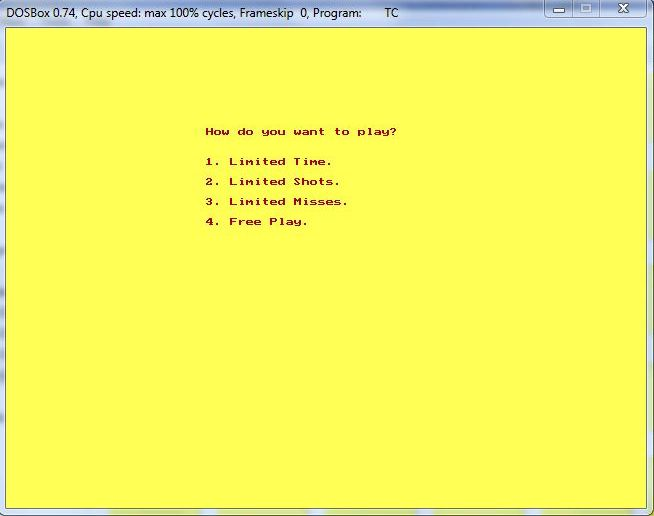 DOSBox 0.74, Cpu speed: max 100% cycles, Frameskip 0, Program: TC
How do you want to play?
1. Limited Time.
2. Limited Shots.
3. Limited Misses.
4. Free Play.